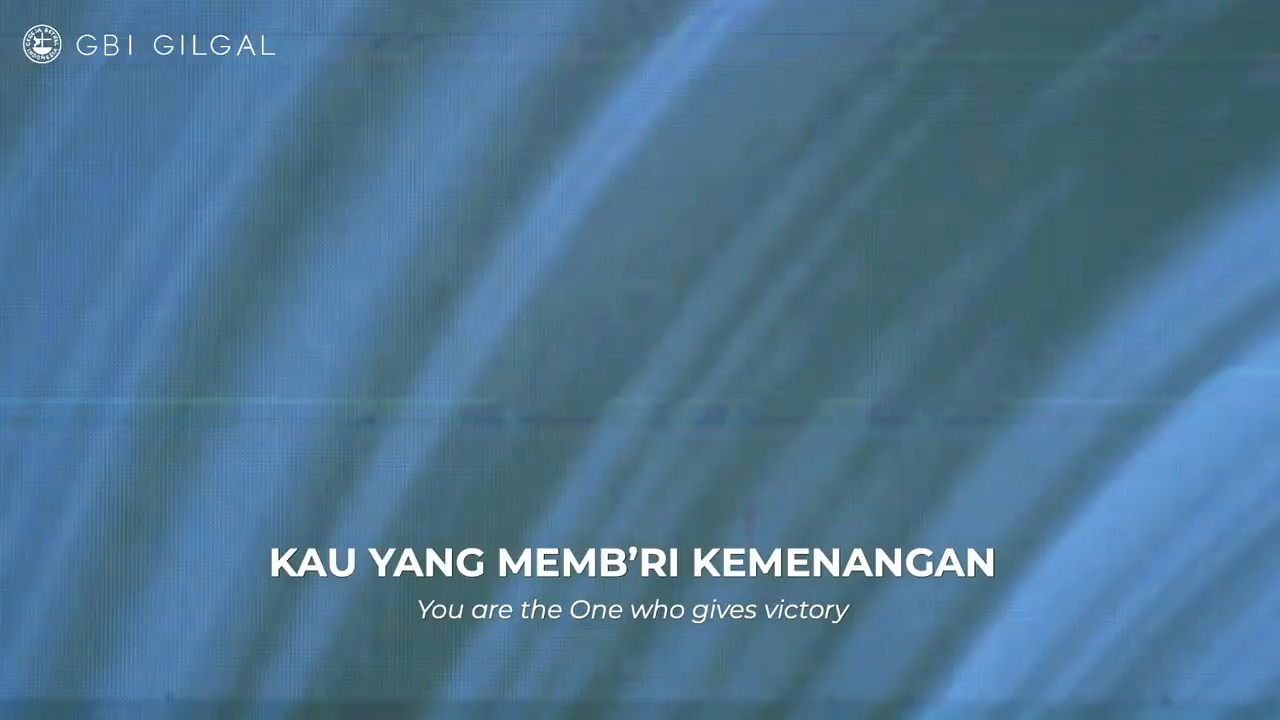 GBI GILGAL
KAU YANG MEMB’RI KEMENANGAN
You are the One who gives victory